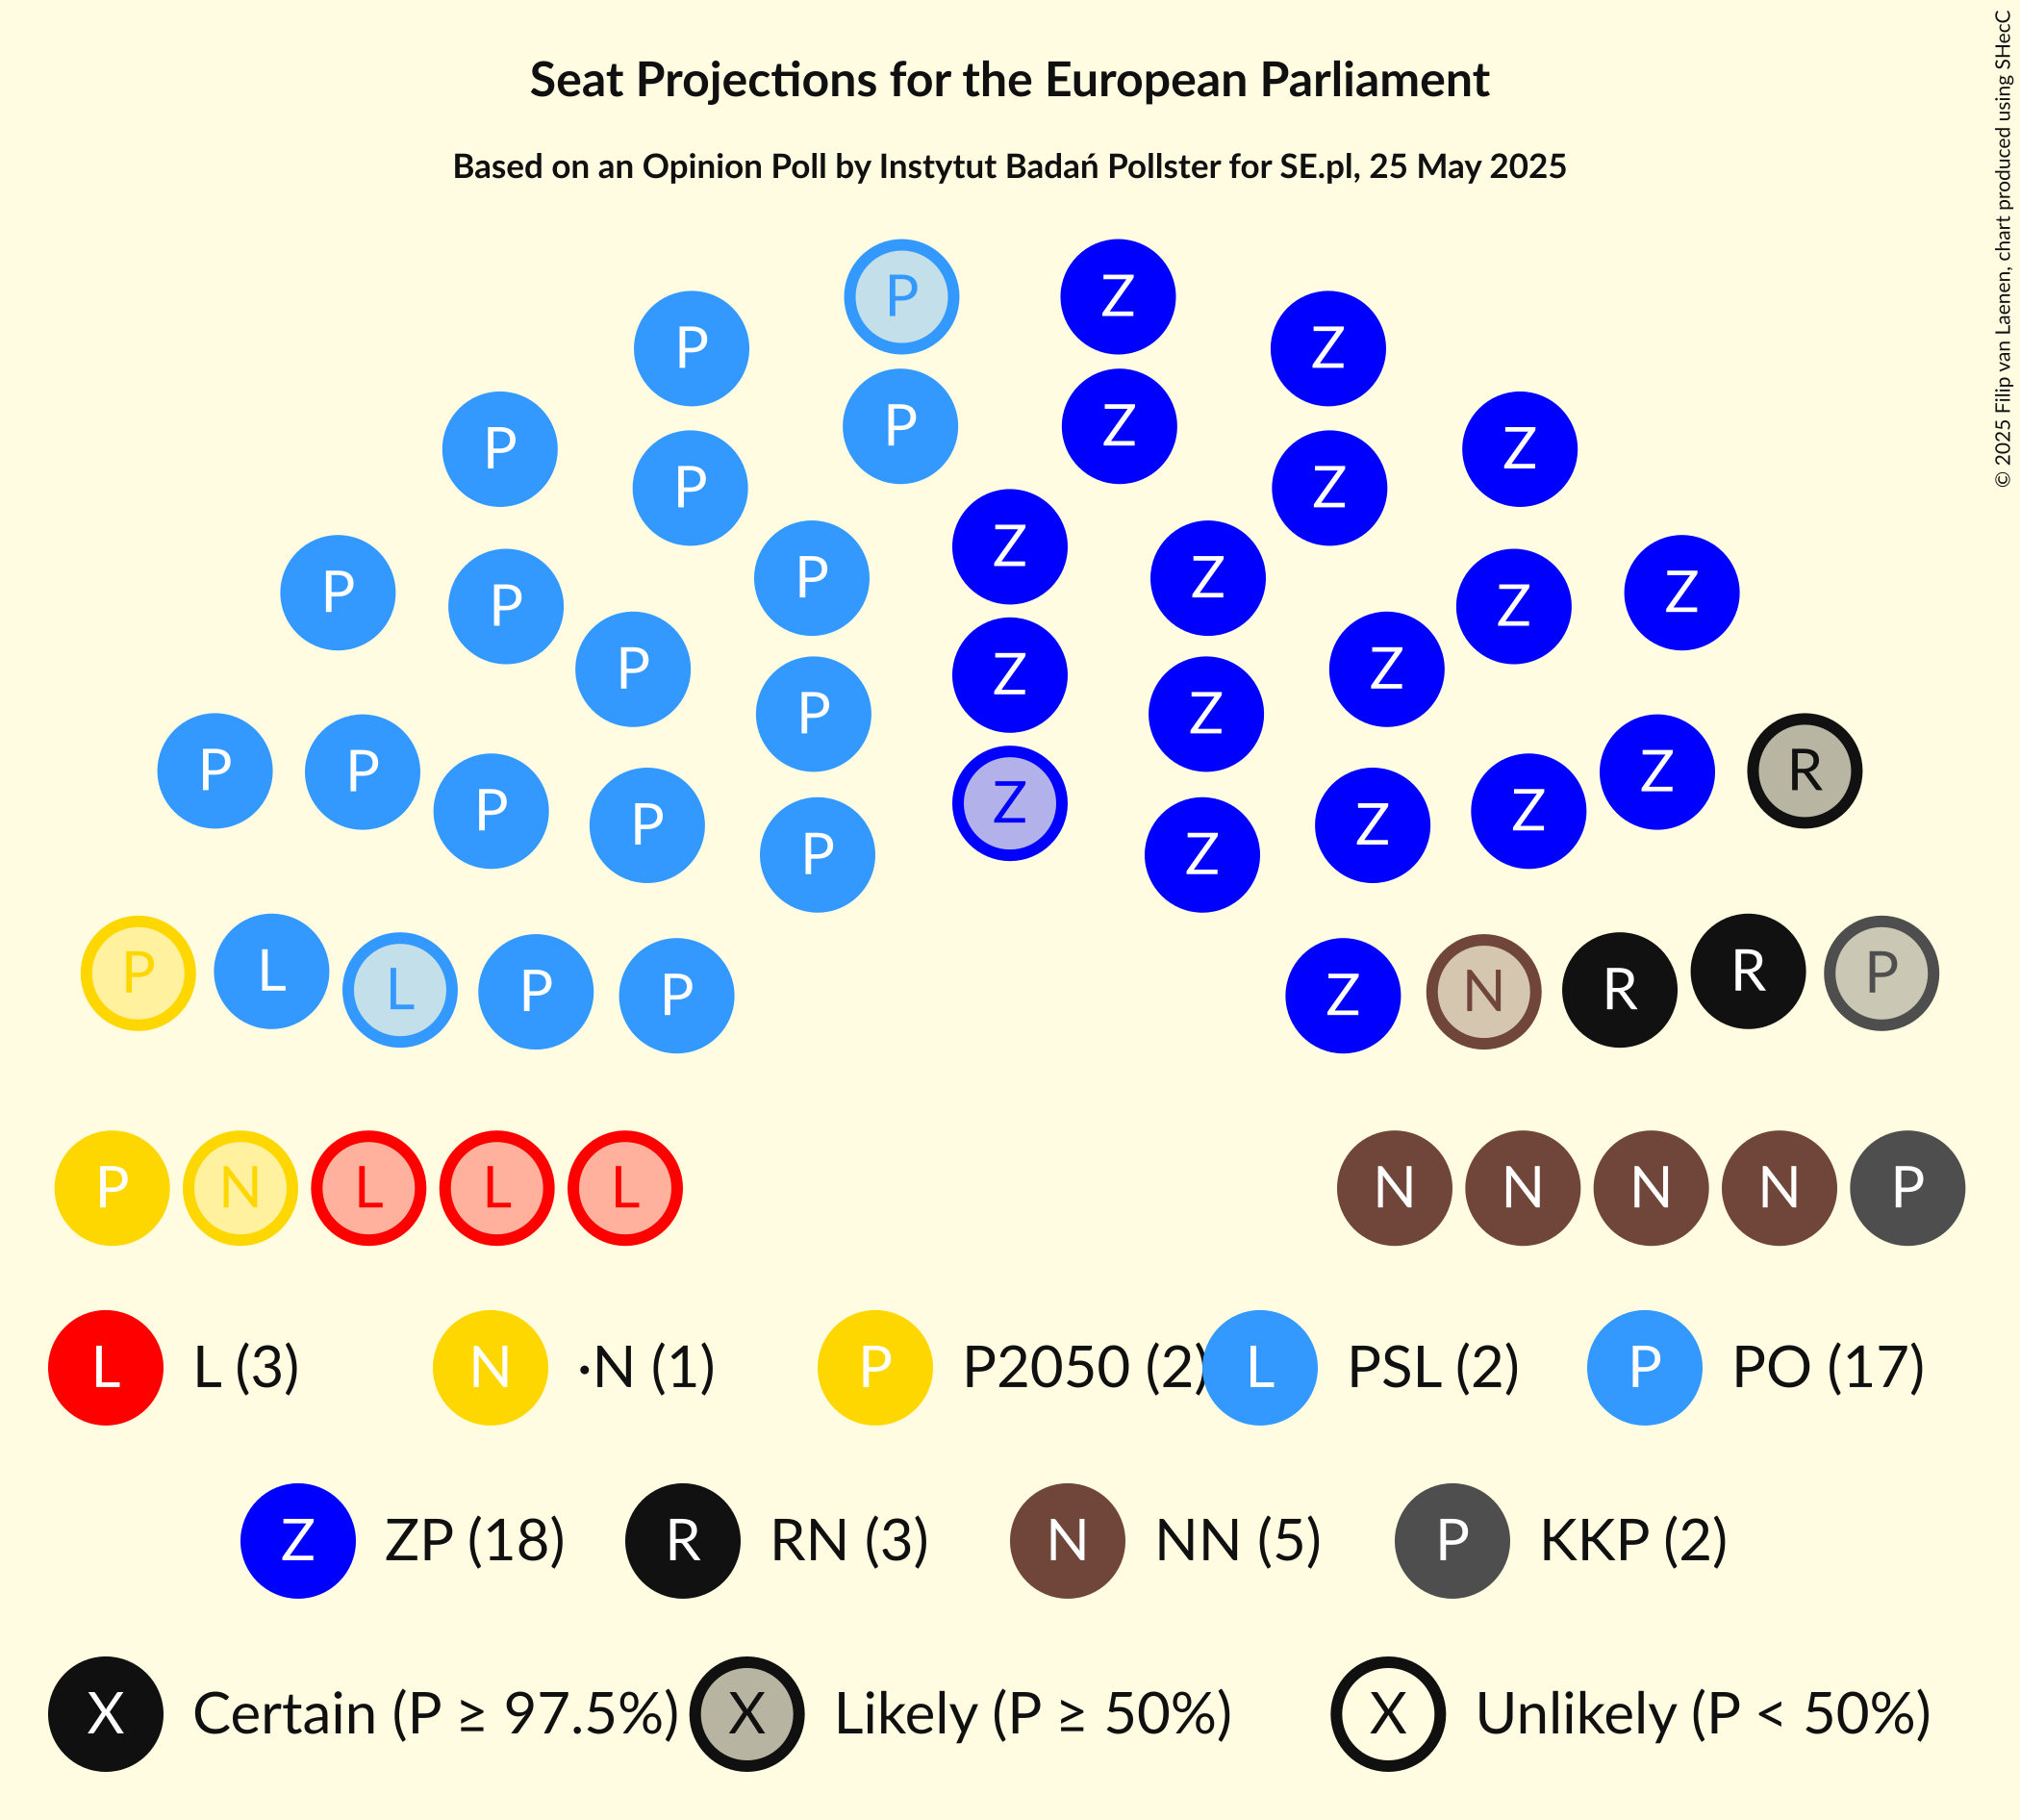 Seat Projections for the European Parliament
Based on an Opinion Poll by Instytut Badań Pollster for SE.pl, 25 May 2025
© 2025 Filip van Laenen, chart produced using SHecC
P Z
P Z
P Z
P Z
P Z
P Z
Z
P Z
P Z
P P Z Z
P Z
Z
P Z
P P Z R
Z
P P Z Z
P Z
P L R P
L P N R
P Z
P N L L L N N N N P
L L (3) N ·N (1) P P2050 (2) L PSL (2) P PO (17)
Z ZP (18) R RN (3) N NN (5) P KKP (2)
X Certain (P ≥ 97.5%) X Likely (P ≥ 50%) X Unlikely (P < 50%)